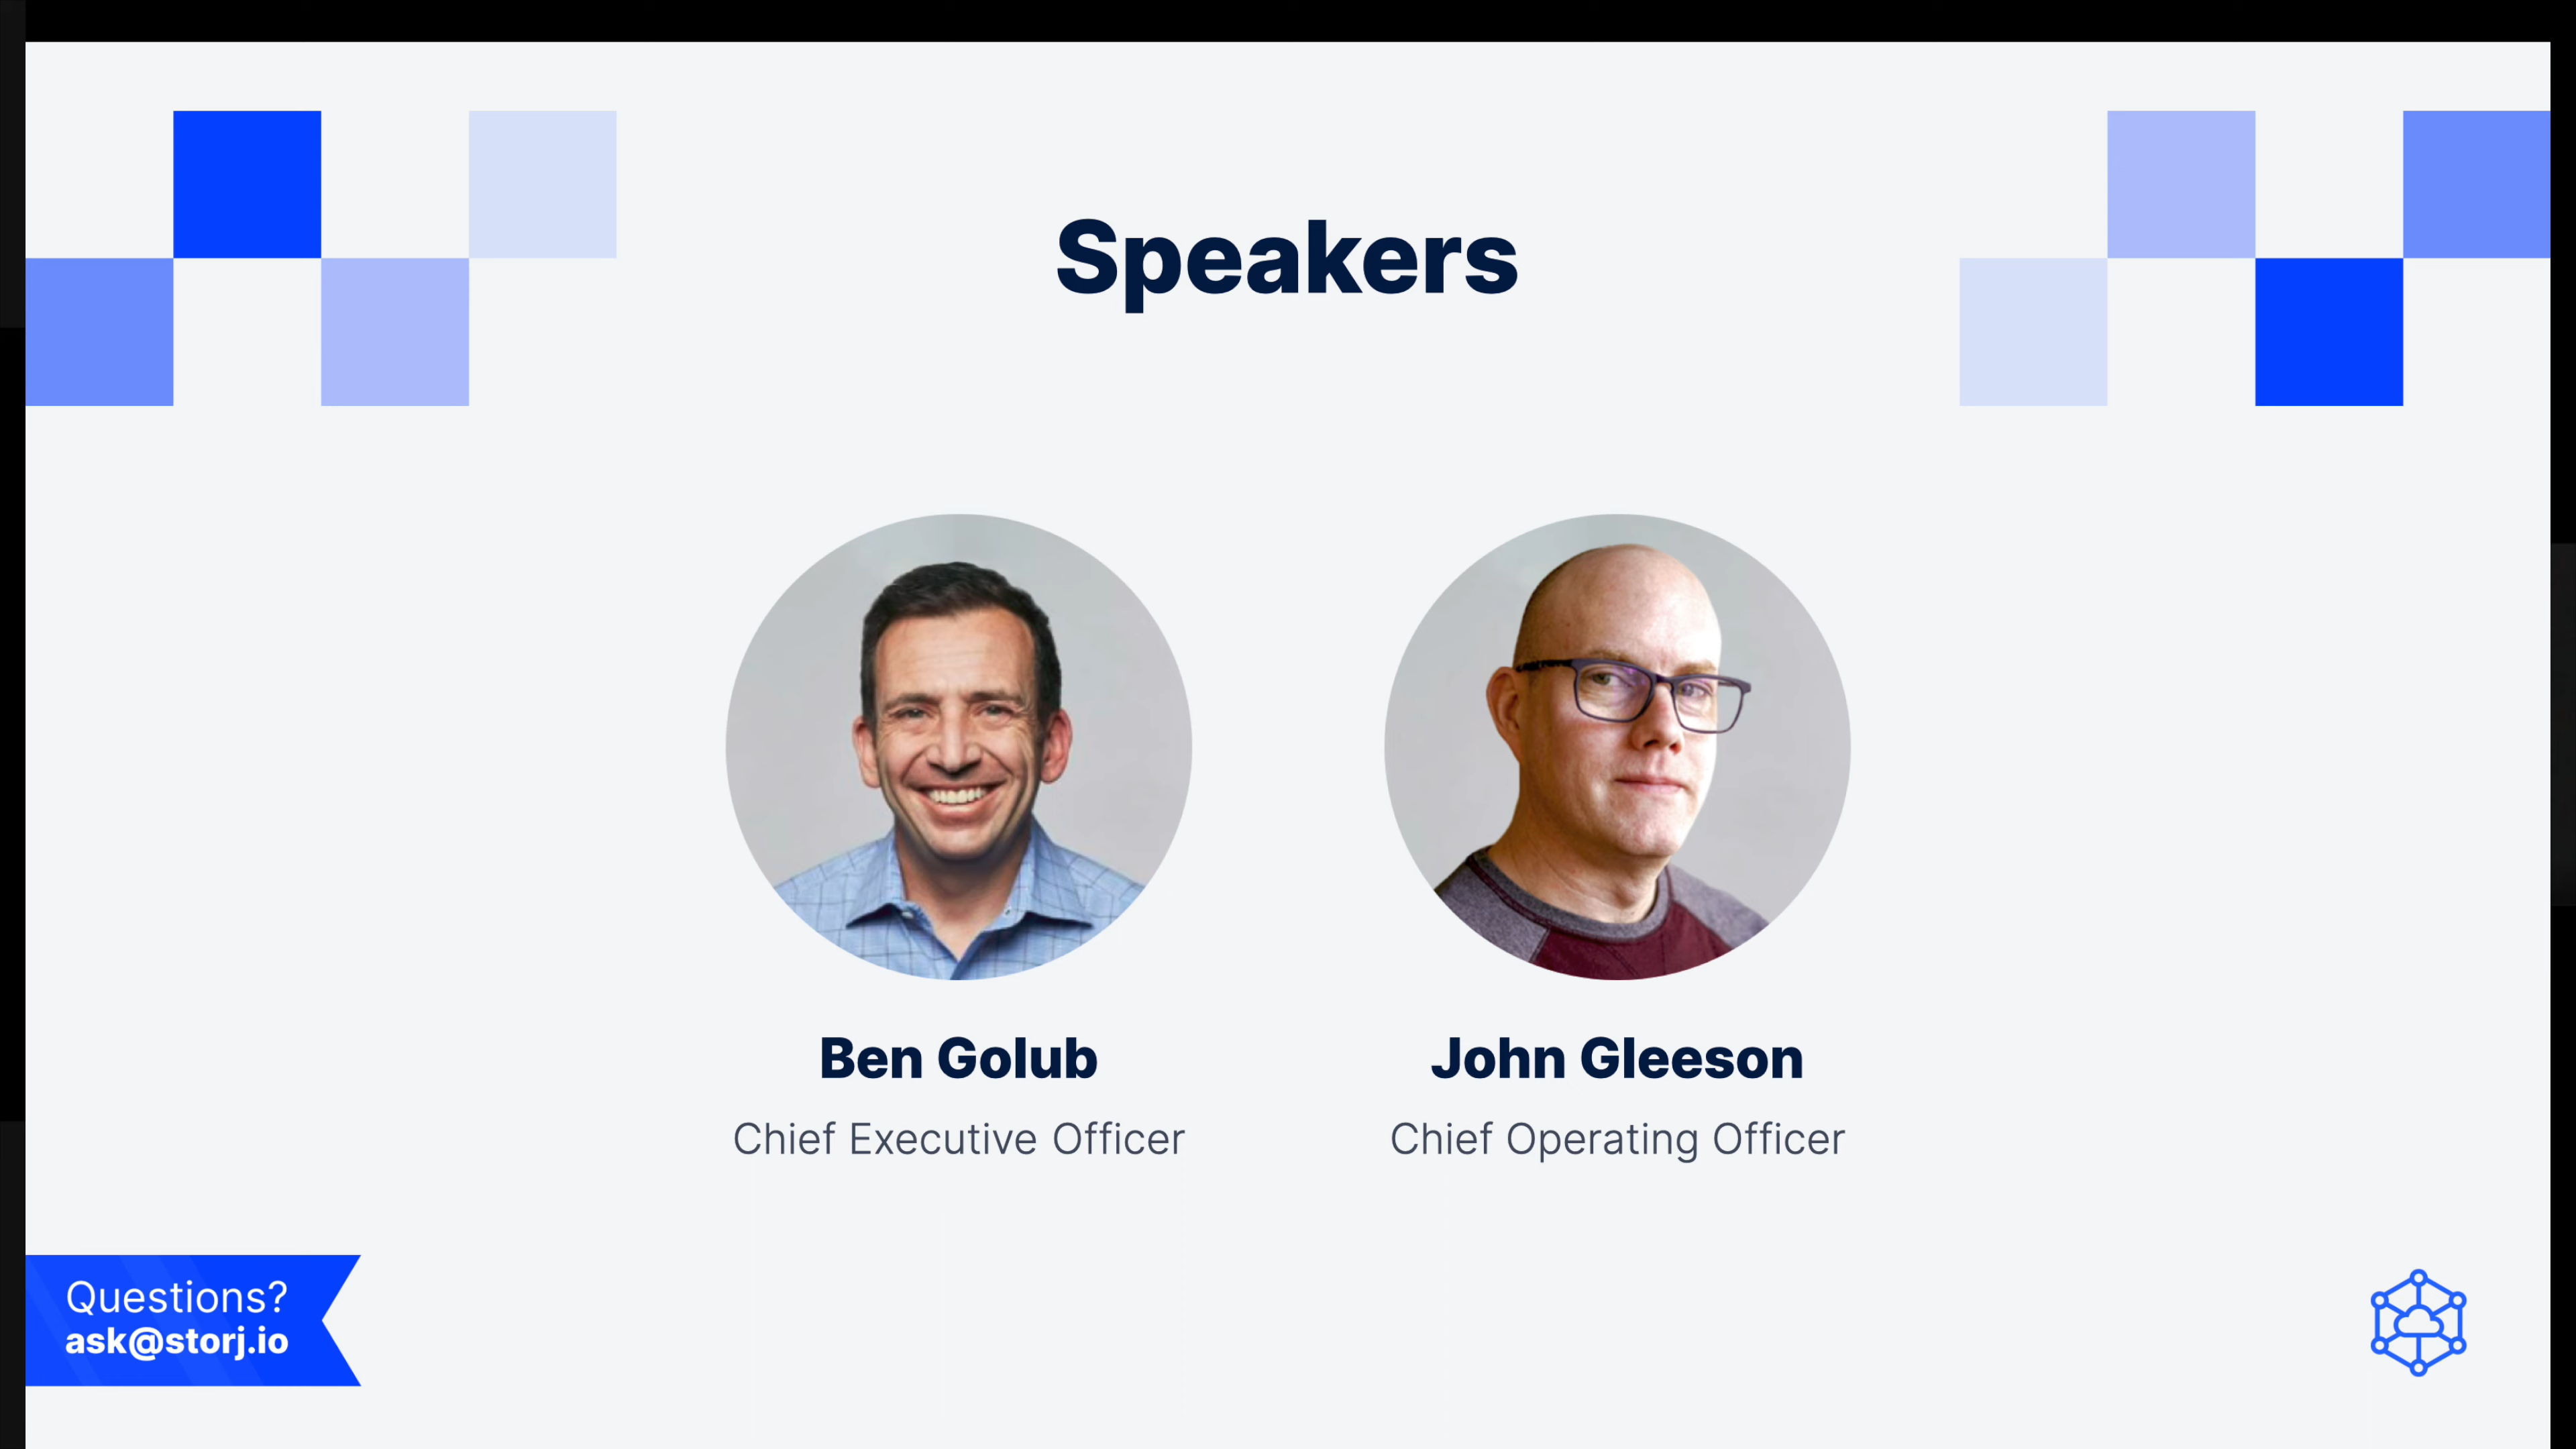 Speakers
Ben Golub
Chief Executive Officer
John Gleeson
Chief Operating Officer
Questions?
ask@storj.io